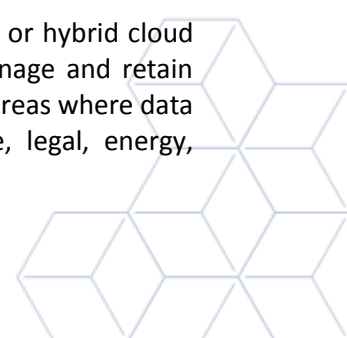 or hybrid cloud
nage and retain
reas where data
e, legal, energy,